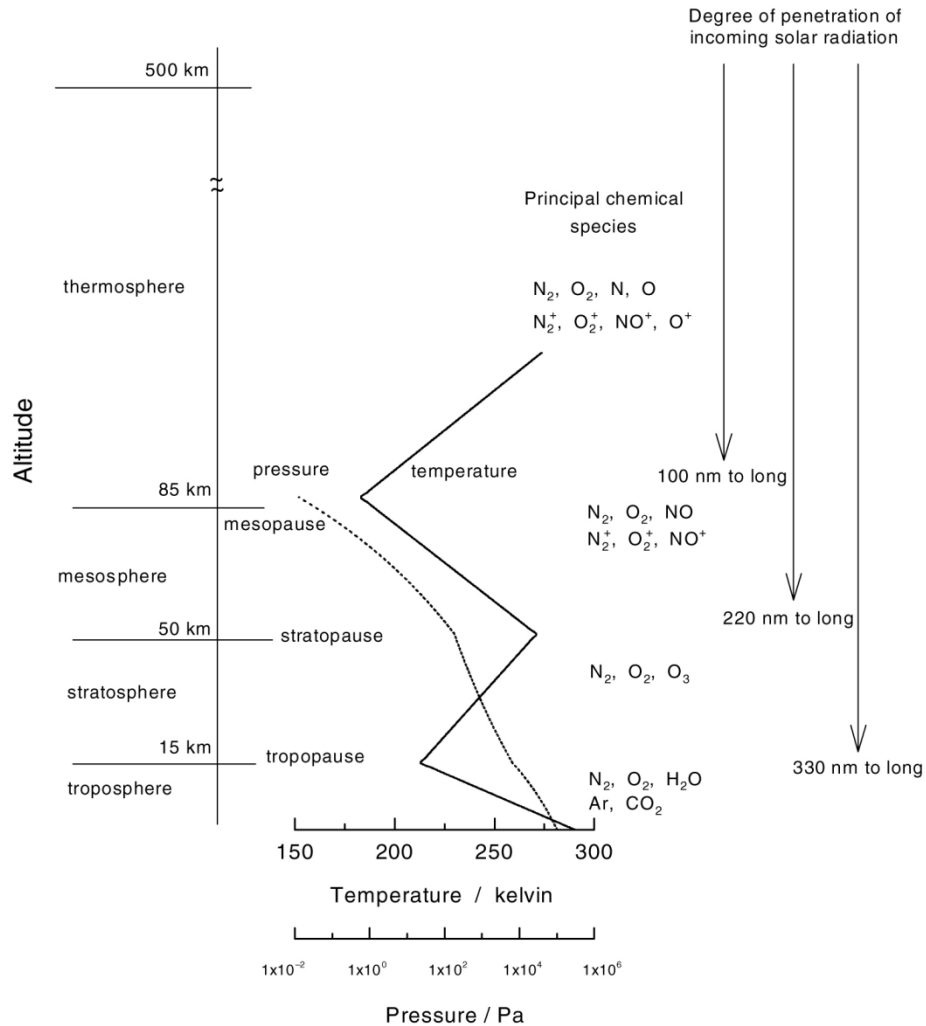 Degree of penetration of
incoming solar radiation
500 km
≈
Principal chemical
species
thermosphere
N₂, O₂, N, O
N₂⁺, O₂⁺, NO⁺, O⁺
Altitude
pressure
temperature
100 nm to long
85 km
mesopause
N₂, O₂, NO
N₂⁺, O₂⁺, NO⁺
mesosphere
220 nm to long
50 km
stratopause
N₂, O₂, O₃
stratosphere
15 km
tropopause
330 nm to long
troposphere
N₂, O₂, H₂O
Ar, CO₂
150 200 250 300
Temperature / kelvin
1x10⁻² 1x10⁰ 1x10² 1x10⁴ 1x10⁶
Pressure / Pa